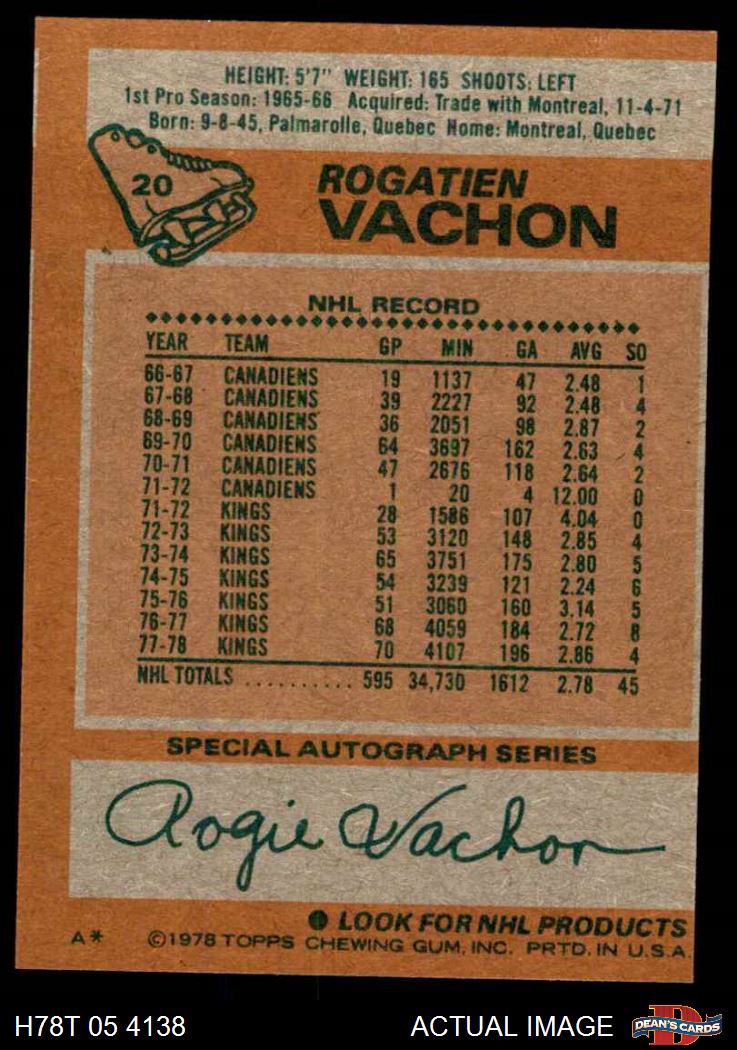 HEIGHT: 5'7" WEIGHT: 165 SHOOTS: LEFT
1st Pro Season: 1965-66 Acquired: Trade with Montreal, 11-4-71
Born: 9-8-45, Palmarolle, Quebec Home: Montreal, Quebec
20
ROGATIEN
VACHON
NHL RECORD
YEAR TEAM GP MIN GA AVG SO
66-67 CANADIENS 19 1137 47 2.48 1
67-68 CANADIENS 39 2227 92 2.48 4
68-69 CANADIENS 36 2051 98 2.87 2
69-70 CANADIENS 64 3697 162 2.63 4
70-71 CANADIENS 47 2676 118 2.64 2
71-72 CANADIENS 1 20 4 12.00 0
71-72 KINGS 28 1586 107 4.04 0
72-73 KINGS 53 3120 148 2.85 4
73-74 KINGS 65 3751 175 2.80 5
74-75 KINGS 54 3239 121 2.24 6
75-76 KINGS 51 3060 160 3.14 5
76-77 KINGS 68 4059 184 2.72 8
77-78 KINGS 70 4107 196 2.86 4
NHL TOTALS .......... 595 34,730 1612 2.78 45
SPECIAL AUTOGRAPH SERIES
Rogie Vachon
● LOOK FOR NHL PRODUCTS
A* ©1978 TOPPS CHEWING GUM, INC. PRTD. IN U.S.A.
H78T 05 4138 ACTUAL IMAGE D DEAN'S CARDS